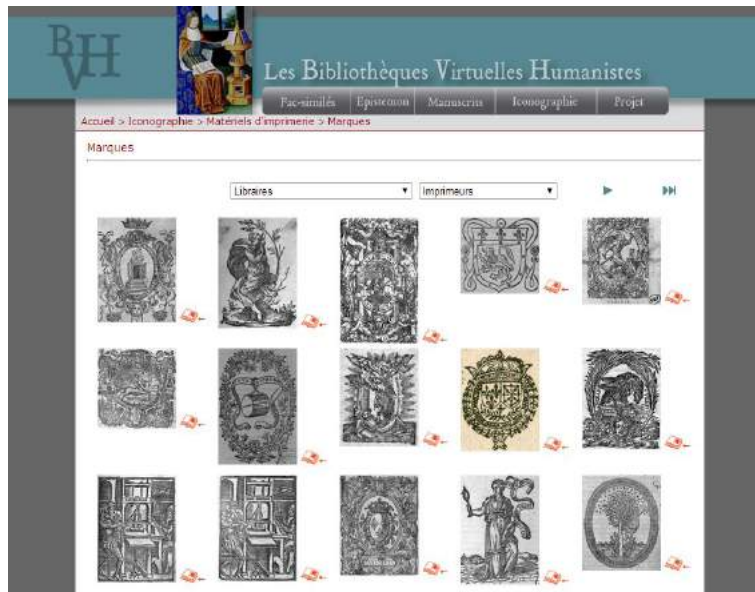 BVH
Les Bibliothèques Virtuelles Humanistes
Fac-similés Epistemon Manuscrits Iconographie Projet
Accueil > Iconographie > Matériels d'imprimerie > Marques
Marques
Libraires Imprimeurs